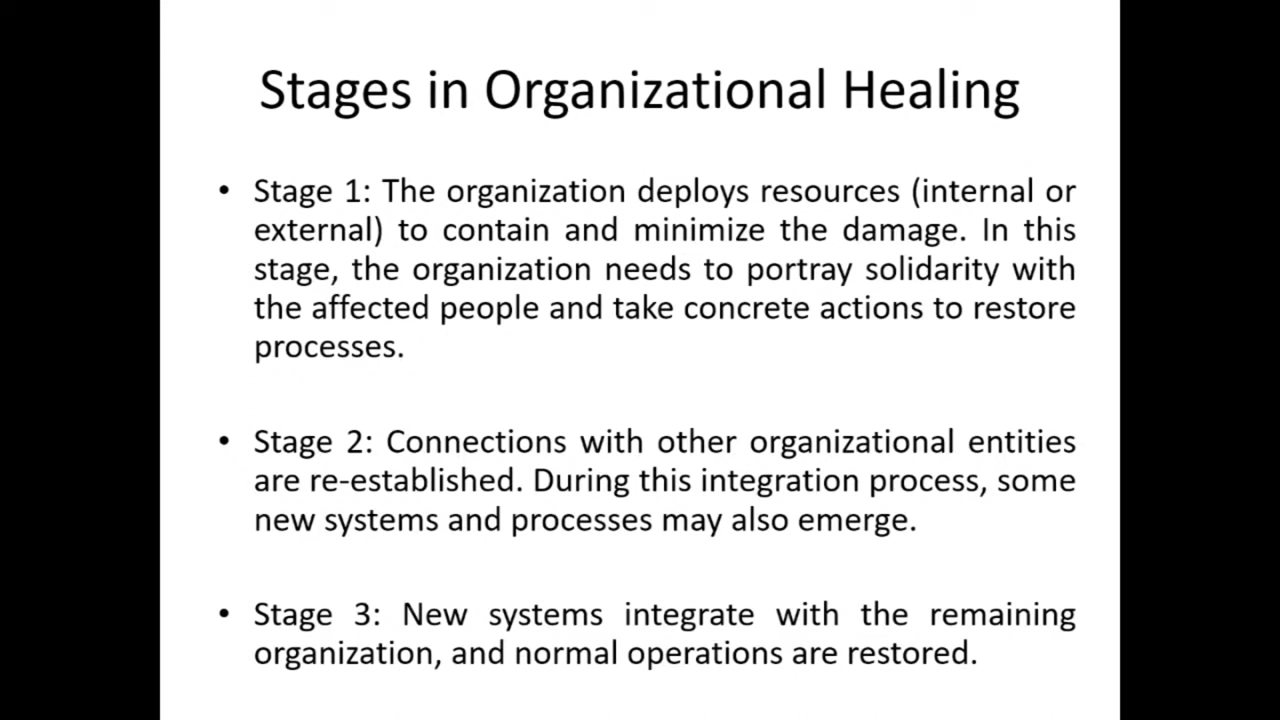 Stages in Organizational Healing
• Stage 1: The organization deploys resources (internal or
external) to contain and minimize the damage. In this
stage, the organization needs to portray solidarity with
the affected people and take concrete actions to restore
processes.
• Stage 2: Connections with other organizational entities
are re-established. During this integration process, some
new systems and processes may also emerge.
• Stage 3: New systems integrate with the remaining
organization, and normal operations are restored.